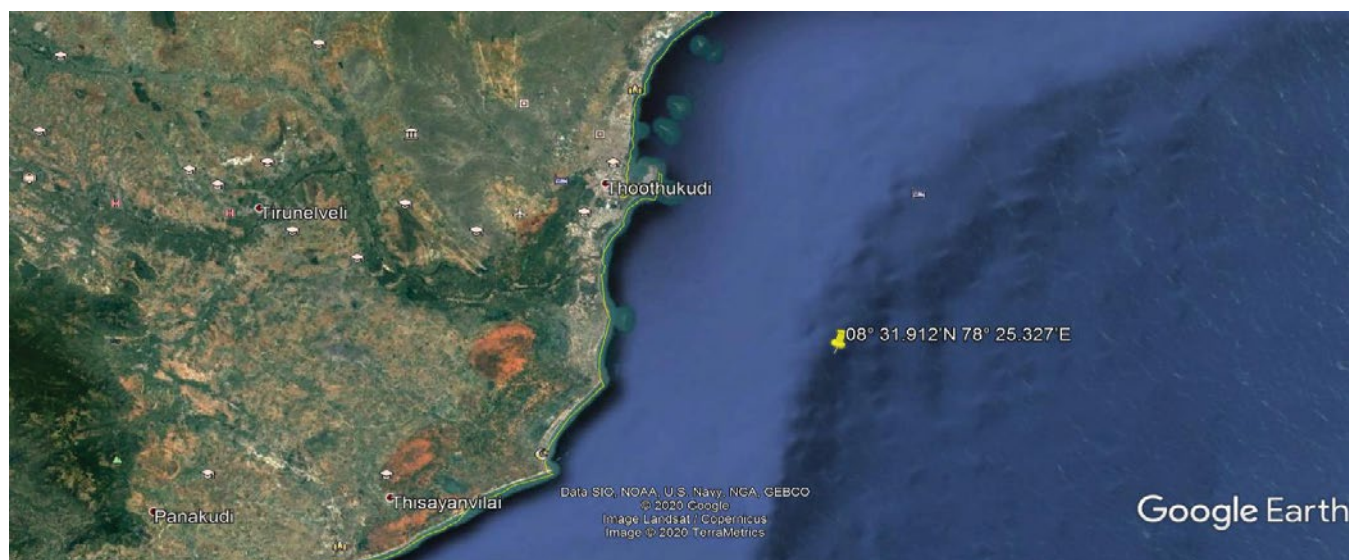 Thoothukudi
Tirunelveli
08° 31.912'N 78° 25.327'E
Thisayanvilai
Panakudi
Data SIO, NOAA, U.S. Navy, NGA, GEBCO
© 2020 Google
Image Landsat / Copernicus
Image © 2020 TerraMetrics
Google Earth